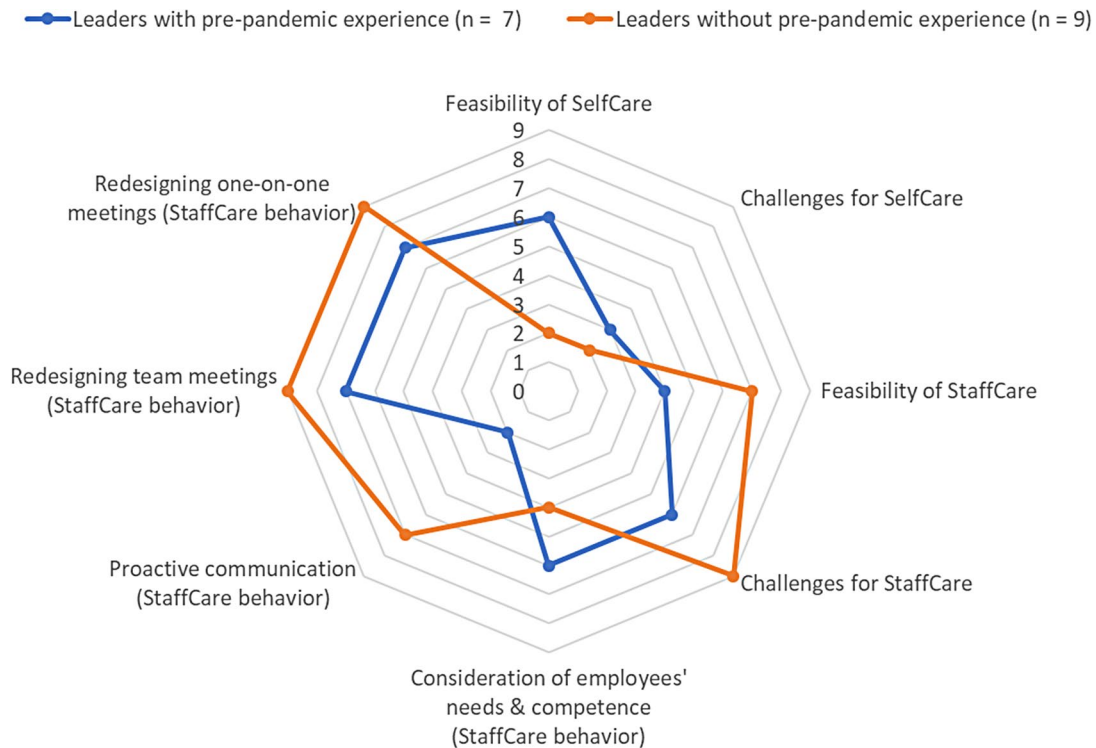 Leaders with pre-pandemic experience (n =  7)
Leaders without pre-pandemic experience (n = 9)
Feasibility of SelfCare
9
8
7
6
5
4
3
2
1
0
Challenges for SelfCare
Feasibility of StaffCare
Challenges for StaffCare
Consideration of employees'
needs & competence
(StaffCare behavior)
Proactive communication
(StaffCare behavior)
Redesigning team meetings
(StaffCare behavior)
Redesigning one-on-one
meetings (StaffCare behavior)